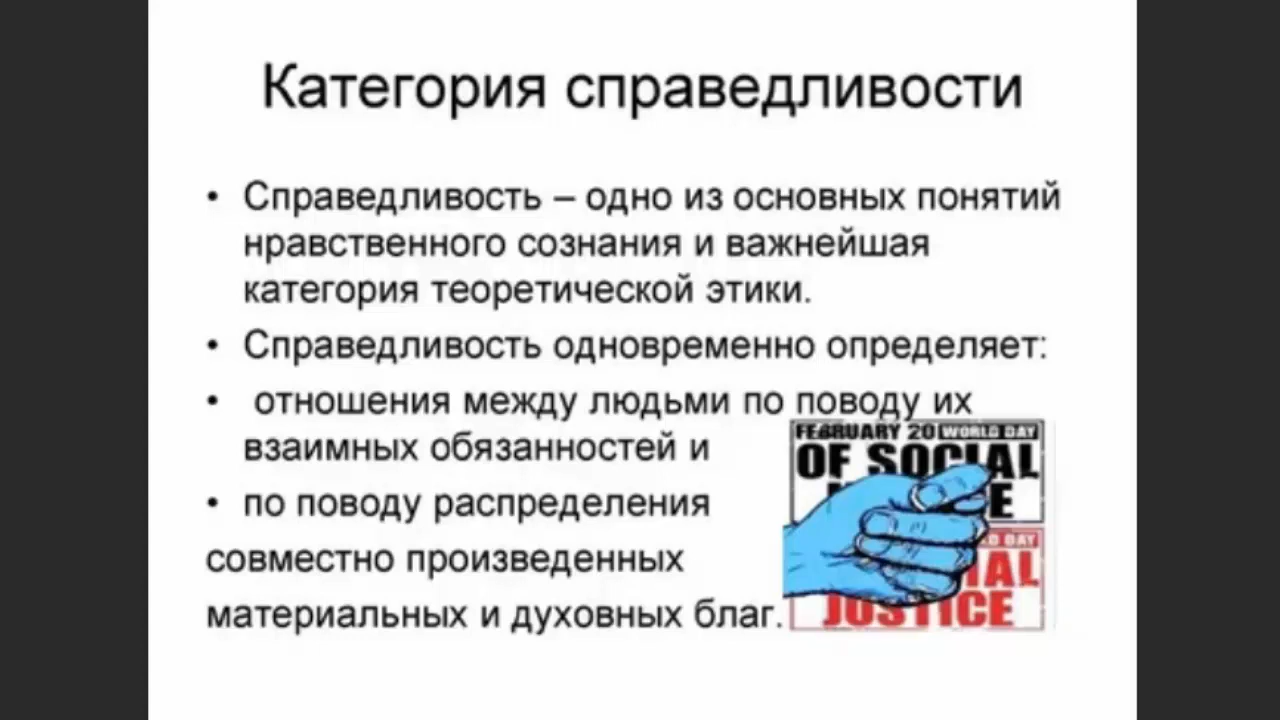 Категория справедливости
• Справедливость – одно из основных понятий
нравственного сознания и важнейшая
категория теоретической этики.
• Справедливость одновременно определяет:
• отношения между людьми по поводу их
взаимных обязанностей и
• по поводу распределения
совместно произведенных
материальных и духовных благ.
FEBRUARY 20 WORLD DAY
OF SOCIAL
DAY
JUSTICE